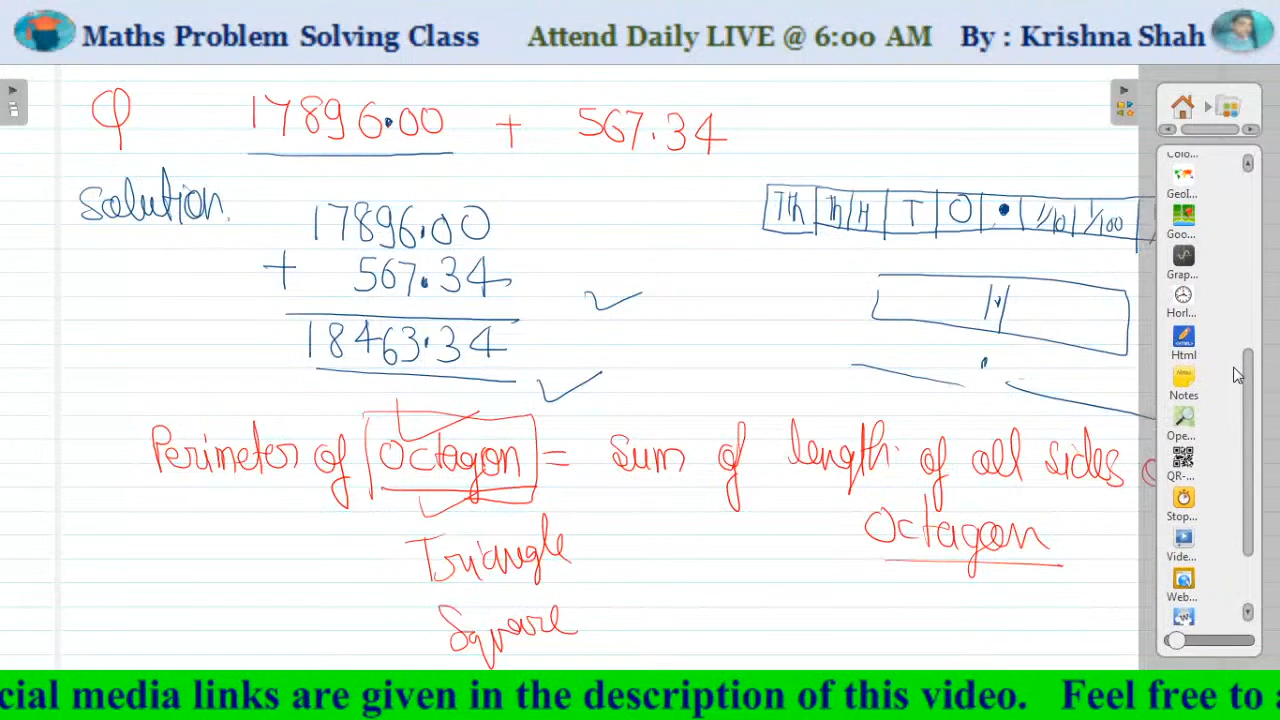 Maths Problem Solving Class Attend Daily LIVE @ 6:00 AM By : Krishna Shah
Q 17896.00 + 567.34
Solution.
17896.00
+ 567.34
18463.34
TTh Th H T O • 1/10 1/100
Perimeter of Octagon = Sum of length of all sides o
Octagon
Triangle
Square
Colo...
Geol...
Goo...
Grap...
Horl...
Html
Notes
Ope...
QR-...
Stop...
Vide...
Web...
cial media links are given in the description of this video. Feel free to